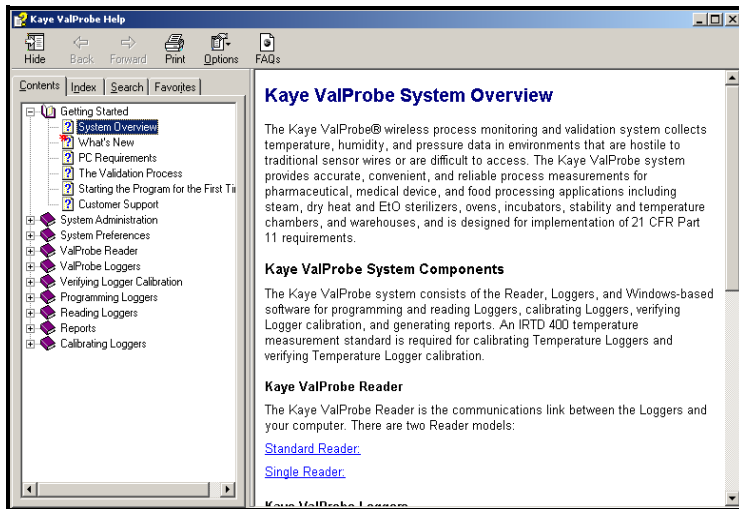 Kaye ValProbe Help
Hide Back Forward Print Options FAQs
Contents Index Search Favorites
Getting Started
System Overview
What's New
PC Requirements
The Validation Process
Starting the Program for the First
Customer Support
System Administration
System Preferences
ValProbe Reader
ValProbe Loggers
Verifying Logger Calibration
Programming Loggers
Reading Loggers
Reports
Calibrating Loggers
Kaye ValProbe System Overview
The Kaye ValProbe® wireless process monitoring and validation system collects
temperature, humidity, and pressure data in environments that are hostile to
traditional sensor wires or are difficult to access. The Kaye ValProbe system
provides accurate, convenient, and reliable process measurements for
pharmaceutical, medical device, and food processing applications including
steam, dry heat and EtO sterilizers, ovens, incubators, stability and temperature
chambers, and warehouses, and is designed for implementation of 21 CFR Part
11 requirements.
Kaye ValProbe System Components
The Kaye ValProbe system consists of the Reader, Loggers, and Windows-based
software for programming and reading Loggers, calibrating Loggers, verifying
Logger calibration, and generating reports. An IRTD 400 temperature
measurement standard is required for calibrating Temperature Loggers and
verifying Temperature Logger calibration.
Kaye ValProbe Reader
The Kaye ValProbe Reader is the communications link between the Loggers and
your computer. There are two Reader models:
Standard Reader:
Single Reader:
Kaye ValProbe Loggers